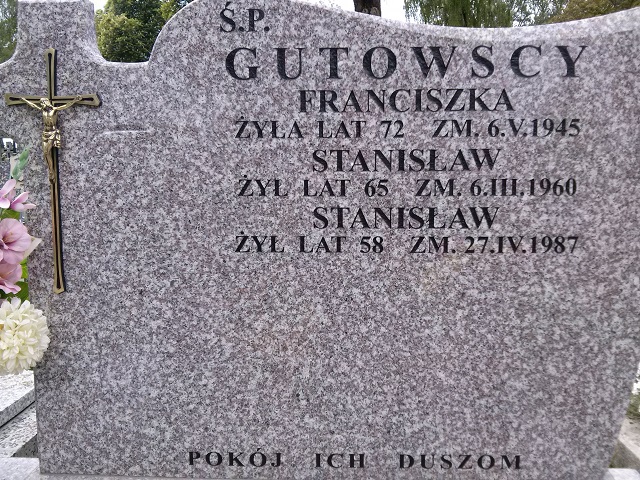 Ś.P.
GUTOWSCY
FRANCISZKA
ŻYŁA LAT 72 ZM. 6.V.1945
STANISŁAW
ŻYŁ LAT 65 ZM. 6.III.1960
STANISŁAW
ŻYŁ LAT 58 ZM. 27.IV.1987
POKÓJ ICH DUSZOM